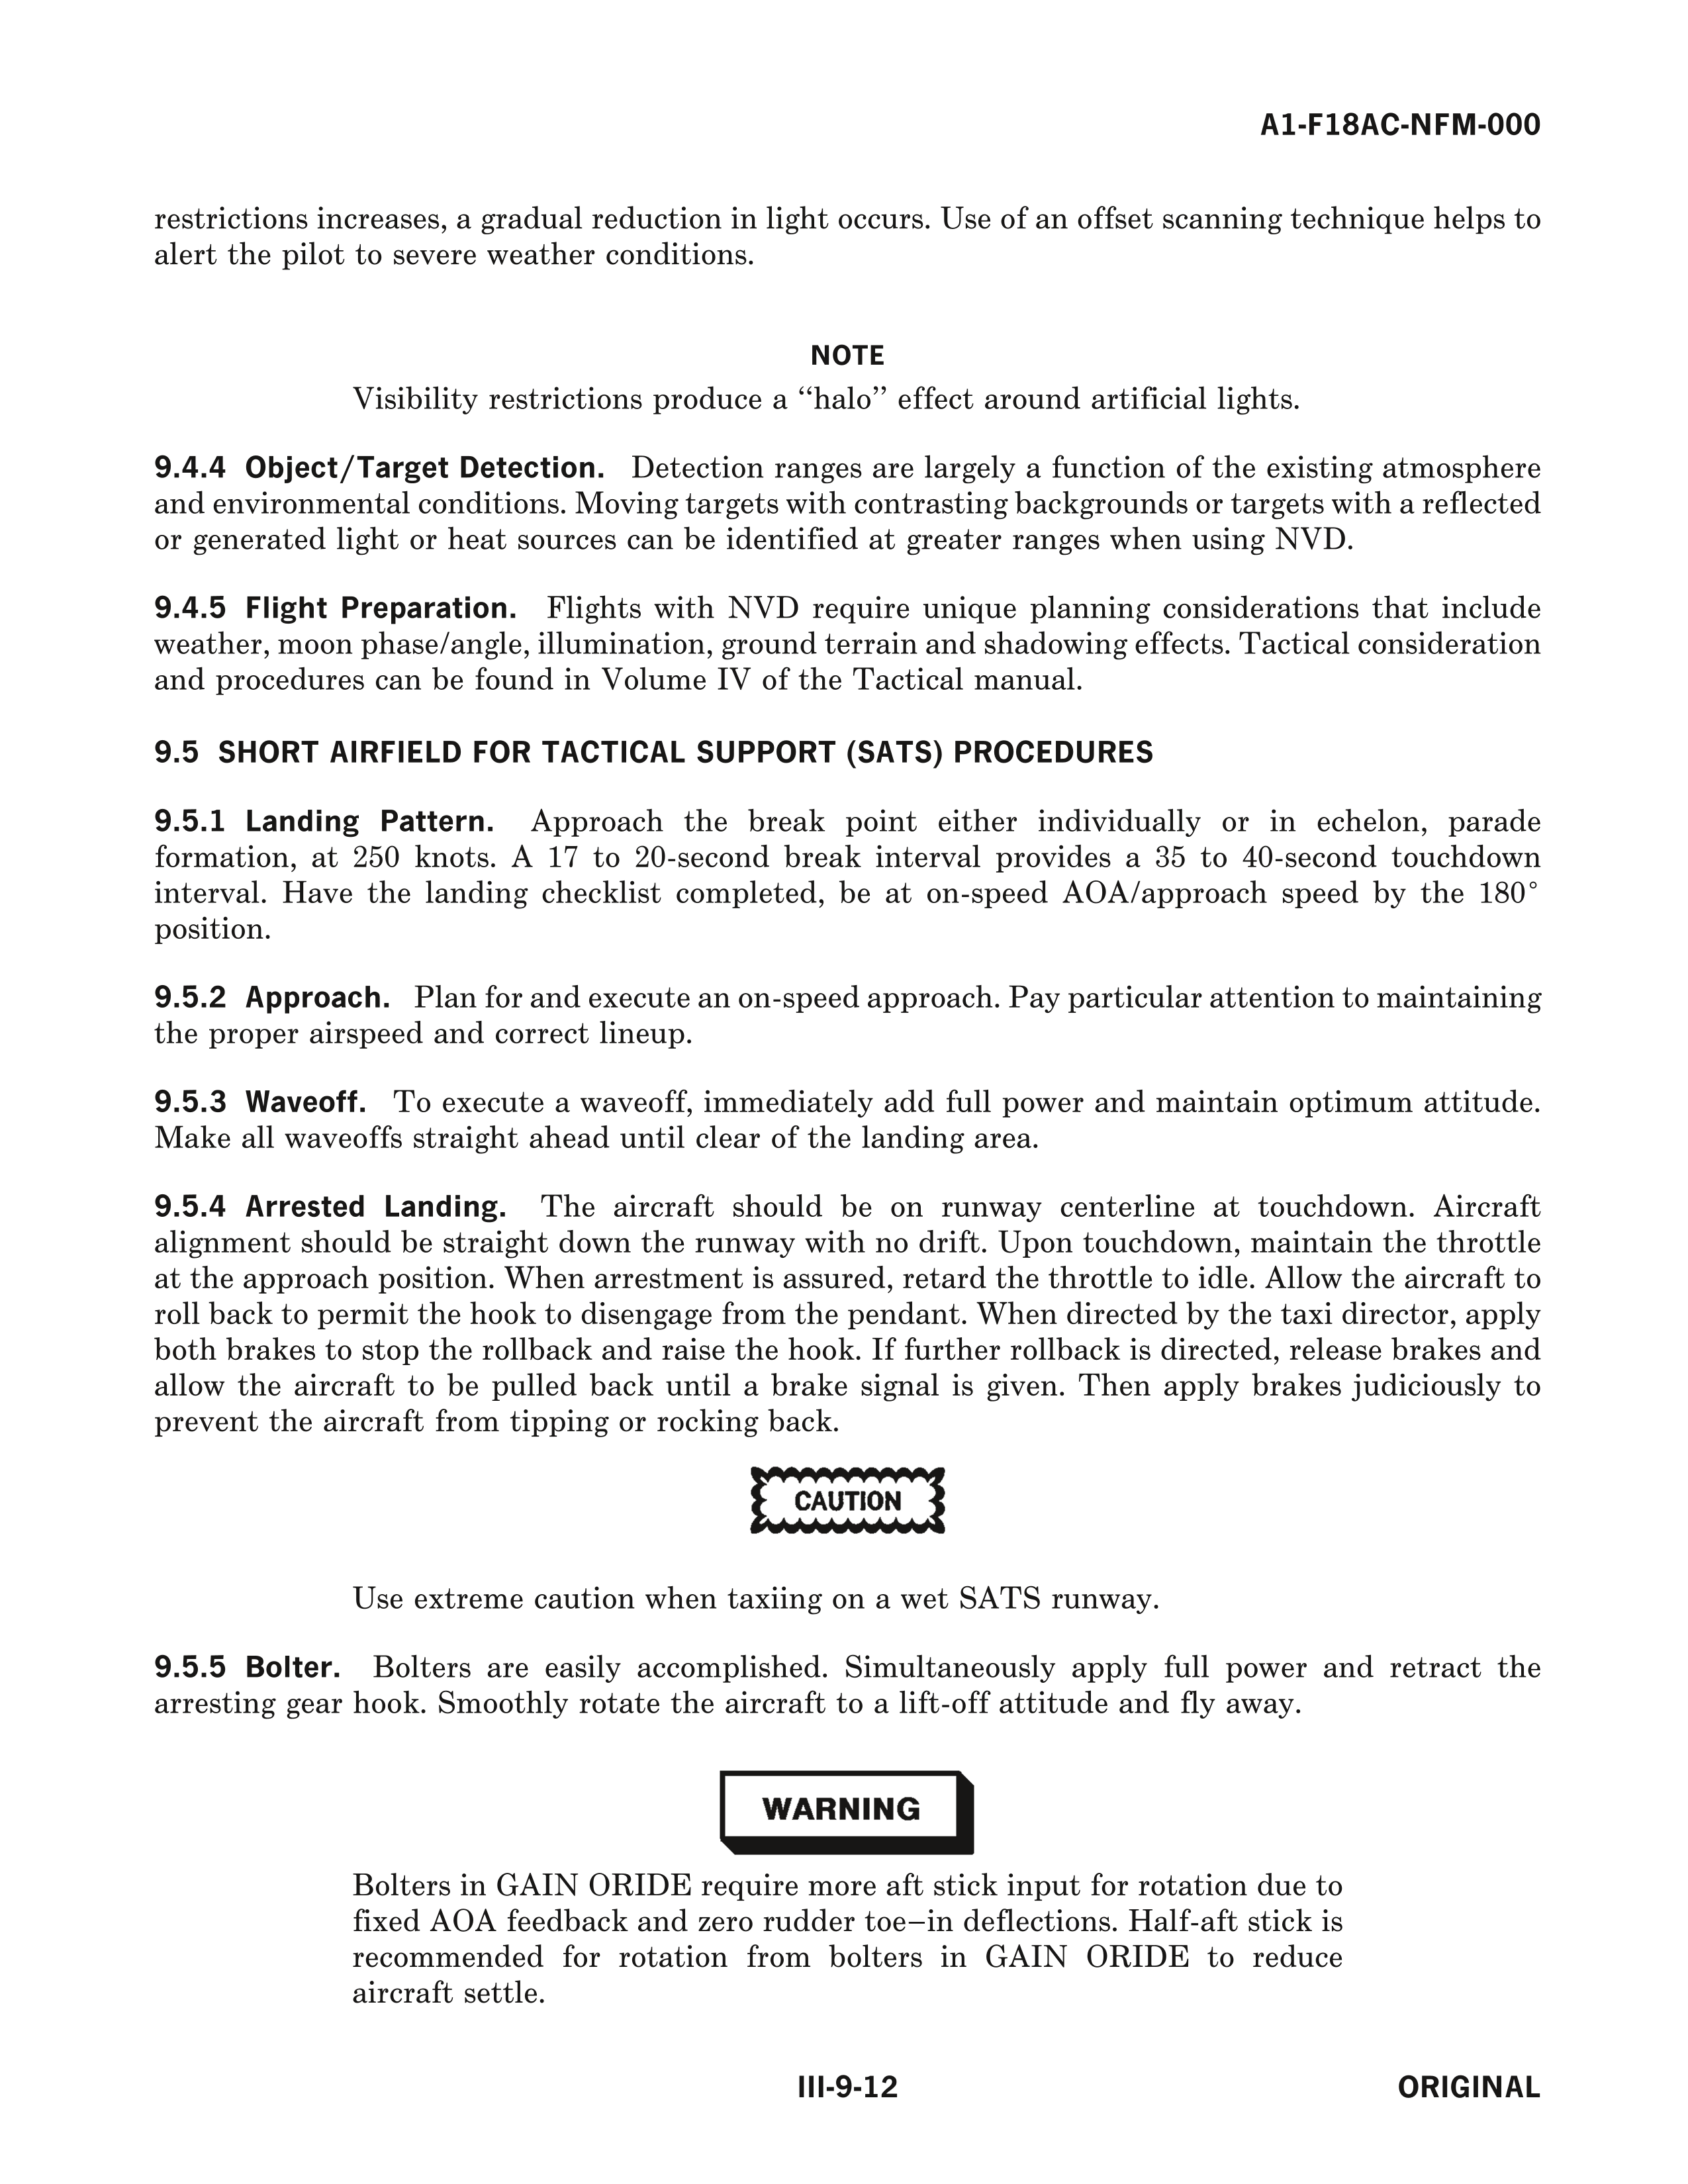 A1-F18AC-NFM-000
restrictions increases, a gradual reduction in light occurs. Use of an offset scanning technique helps to
alert the pilot to severe weather conditions.
NOTE
Visibility restrictions produce a ‘‘halo’’ effect around artificial lights.
9.4.4 Object/Target Detection. Detection ranges are largely a function of the existing atmosphere
and environmental conditions. Moving targets with contrasting backgrounds or targets with a reflected
or generated light or heat sources can be identified at greater ranges when using NVD.
9.4.5 Flight Preparation. Flights with NVD require unique planning considerations that include
weather, moon phase/angle, illumination, ground terrain and shadowing effects. Tactical consideration
and procedures can be found in Volume IV of the Tactical manual.
9.5 SHORT AIRFIELD FOR TACTICAL SUPPORT (SATS) PROCEDURES
9.5.1 Landing Pattern. Approach the break point either individually or in echelon, parade
formation, at 250 knots. A 17 to 20-second break interval provides a 35 to 40-second touchdown
interval. Have the landing checklist completed, be at on-speed AOA/approach speed by the 180°
position.
9.5.2 Approach. Plan for and execute an on-speed approach. Pay particular attention to maintaining
the proper airspeed and correct lineup.
9.5.3 Waveoff. To execute a waveoff, immediately add full power and maintain optimum attitude.
Make all waveoffs straight ahead until clear of the landing area.
9.5.4 Arrested Landing. The aircraft should be on runway centerline at touchdown. Aircraft
alignment should be straight down the runway with no drift. Upon touchdown, maintain the throttle
at the approach position. When arrestment is assured, retard the throttle to idle. Allow the aircraft to
roll back to permit the hook to disengage from the pendant. When directed by the taxi director, apply
both brakes to stop the rollback and raise the hook. If further rollback is directed, release brakes and
allow the aircraft to be pulled back until a brake signal is given. Then apply brakes judiciously to
prevent the aircraft from tipping or rocking back.
CAUTION
Use extreme caution when taxiing on a wet SATS runway.
9.5.5 Bolter. Bolters are easily accomplished. Simultaneously apply full power and retract the
arresting gear hook. Smoothly rotate the aircraft to a lift-off attitude and fly away.
WARNING
Bolters in GAIN ORIDE require more aft stick input for rotation due to
fixed AOA feedback and zero rudder toe−in deflections. Half-aft stick is
recommended for rotation from bolters in GAIN ORIDE to reduce
aircraft settle.
III-9-12
ORIGINAL